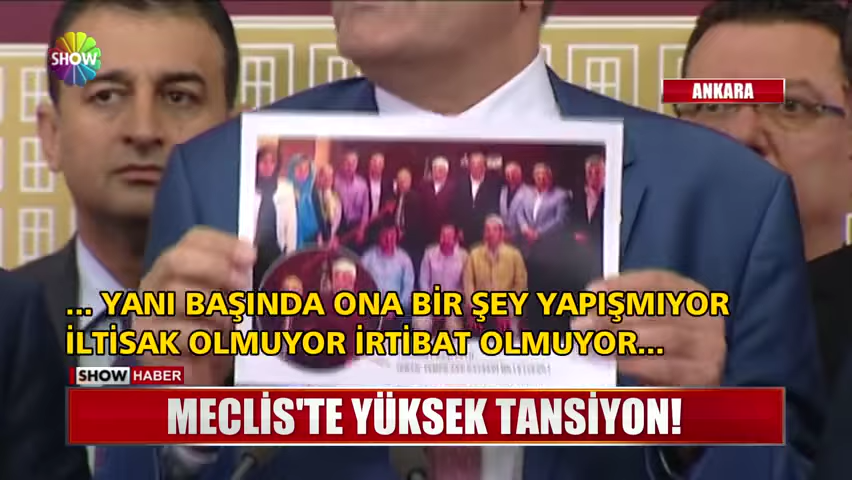 SHOW
ANKARA
... YANI BAŞINDA ONA BİR ŞEY YAPIŞMIYOR
İLTİSAK OLMUYOR İRTİBAT OLMUYOR...
SHOW HABER
MECLİS'TE YÜKSEK TANSİYON!